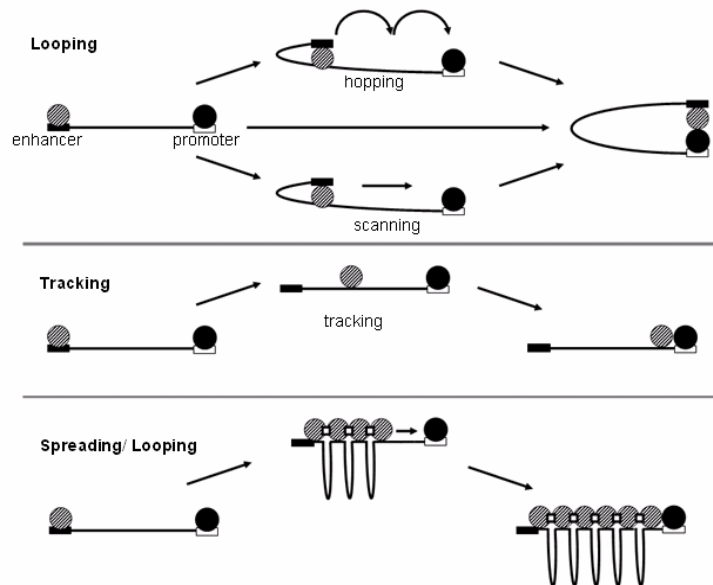 Looping
hopping
enhancer promoter
scanning
Tracking
tracking
Spreading/ Looping